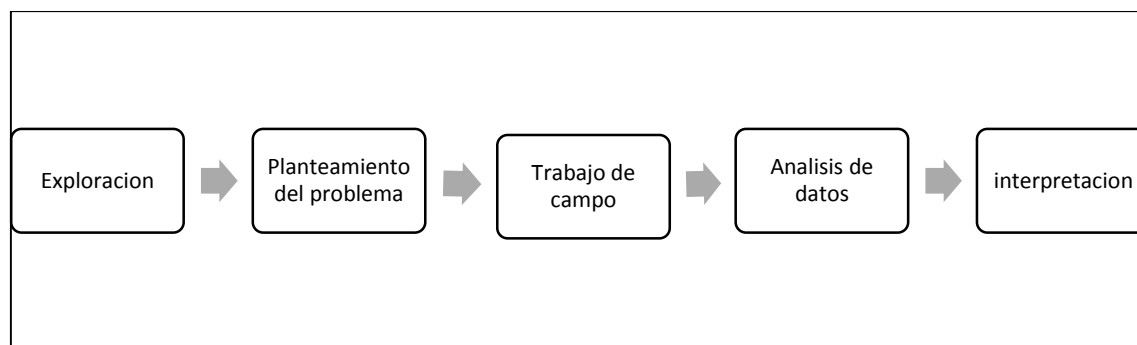 Exploracion
Planteamiento
del problema
Trabajo de
campo
Analisis de
datos
interpretacion